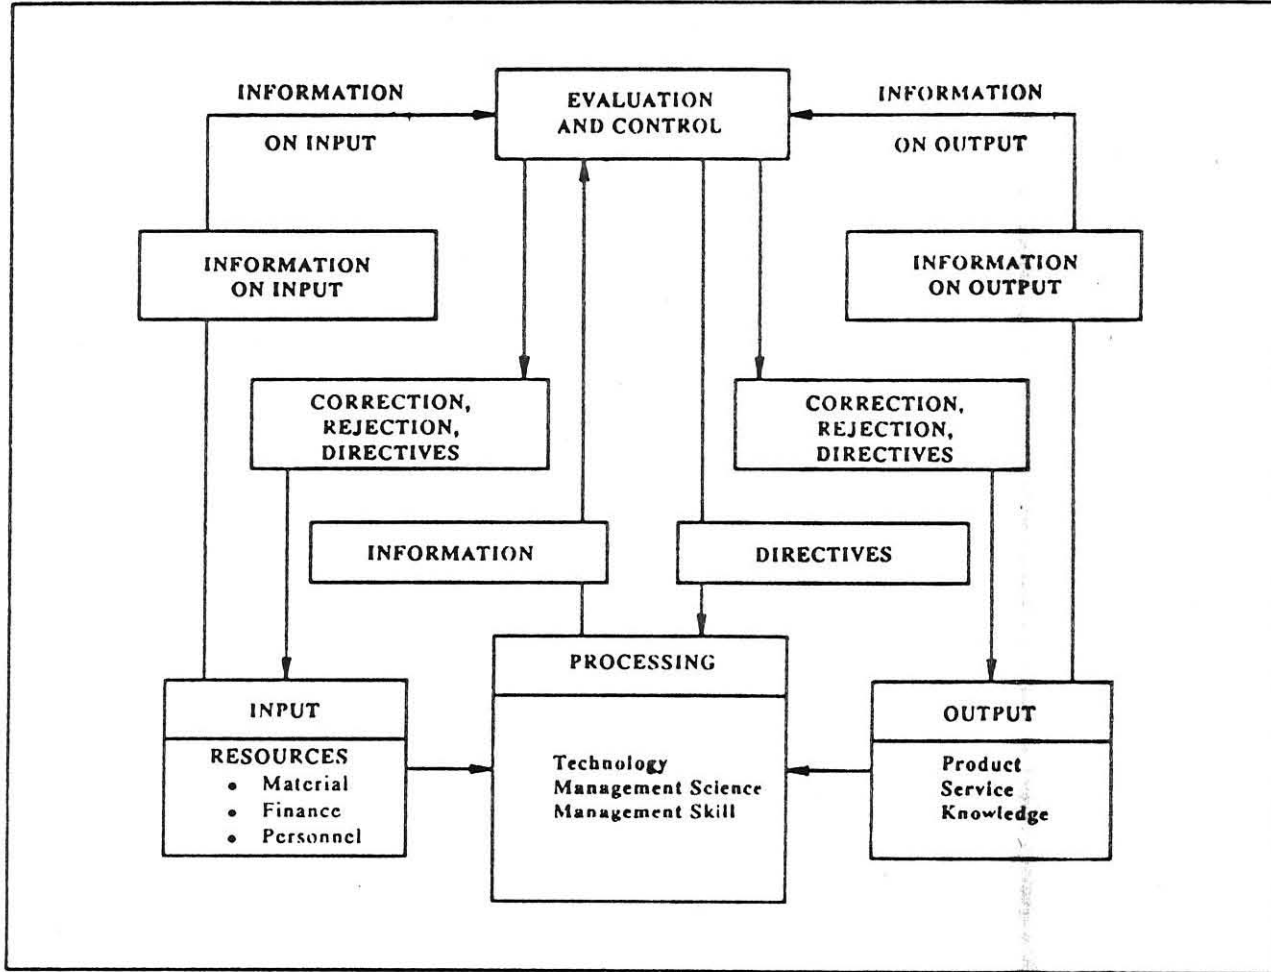 INFORMATION
ON INPUT
EVALUATION
AND CONTROL
INFORMATION
ON OUTPUT
INFORMATION
ON INPUT
INFORMATION
ON OUTPUT
CORRECTION,
REJECTION,
DIRECTIVES
CORRECTION,
REJECTION,
DIRECTIVES
INFORMATION
DIRECTIVES
INPUT
RESOURCES
• Material
• Finance
• Personnel
PROCESSING
Technology
Management Science
Management Skill
OUTPUT
Product
Service
Knowledge